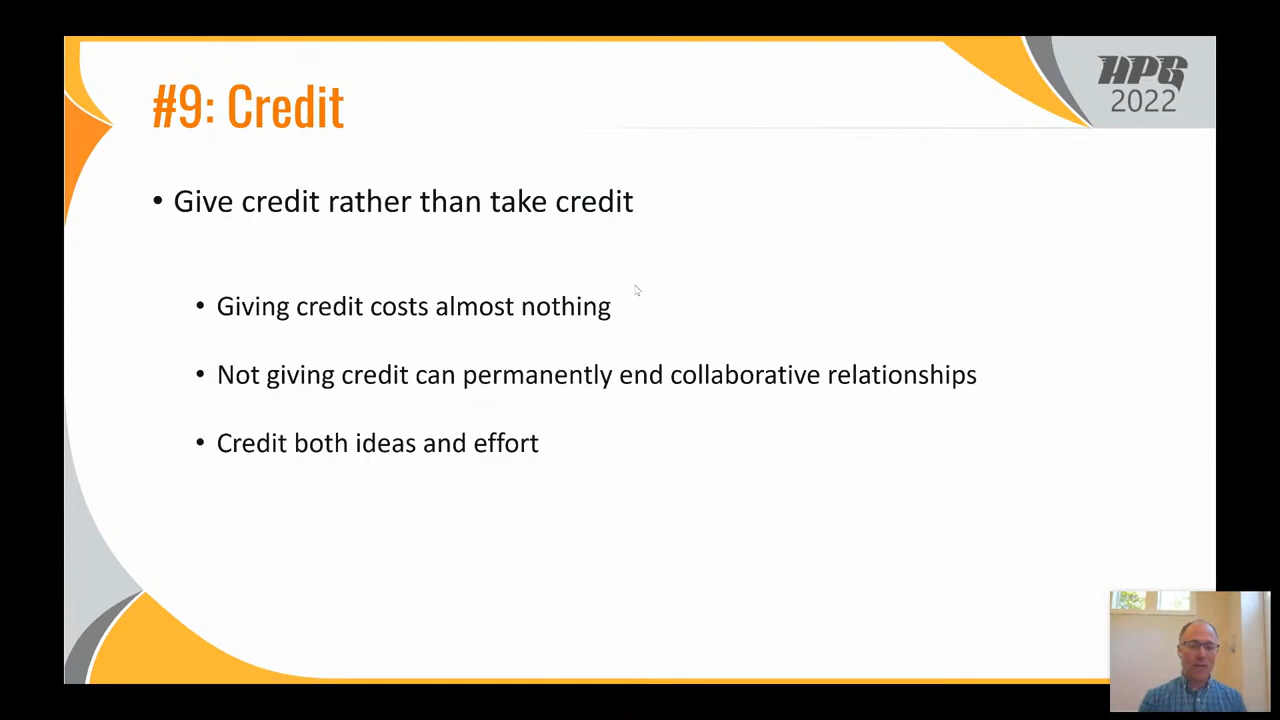 #9: Credit
HPG
2022
• Give credit rather than take credit
• Giving credit costs almost nothing
• Not giving credit can permanently end collaborative relationships
• Credit both ideas and effort